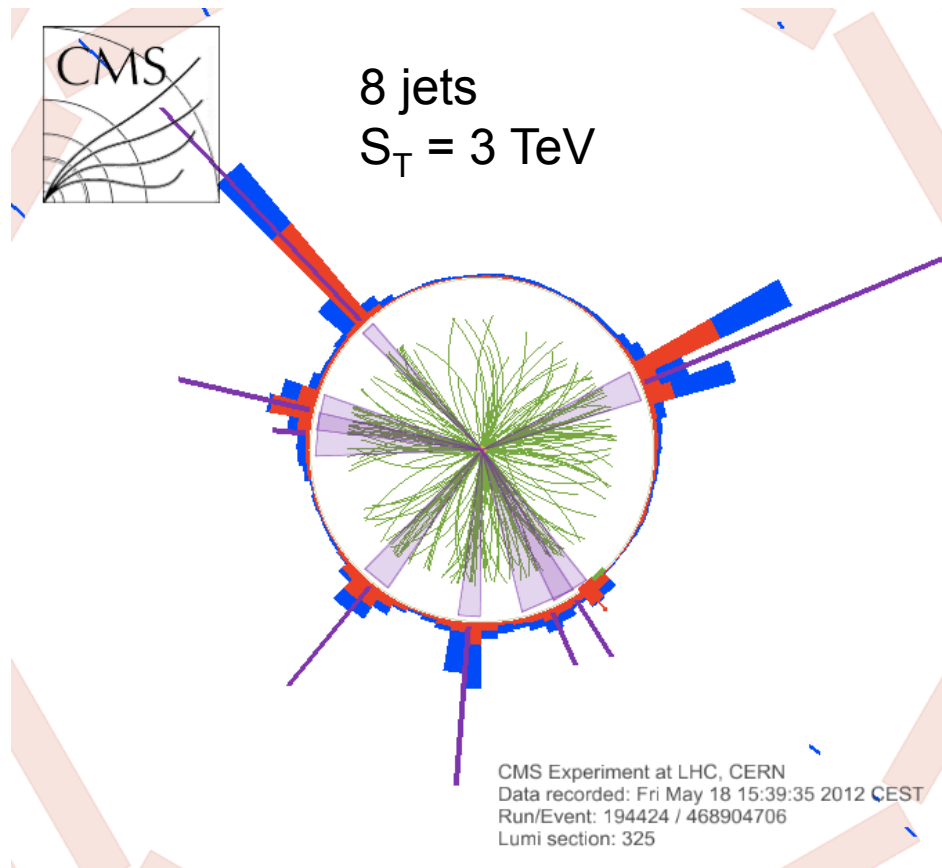 CMS
8 jets
S_T = 3 TeV
CMS Experiment at LHC, CERN
Data recorded: Fri May 18 15:39:35 2012 CEST
Run/Event: 194424 / 468904706
Lumi section: 325